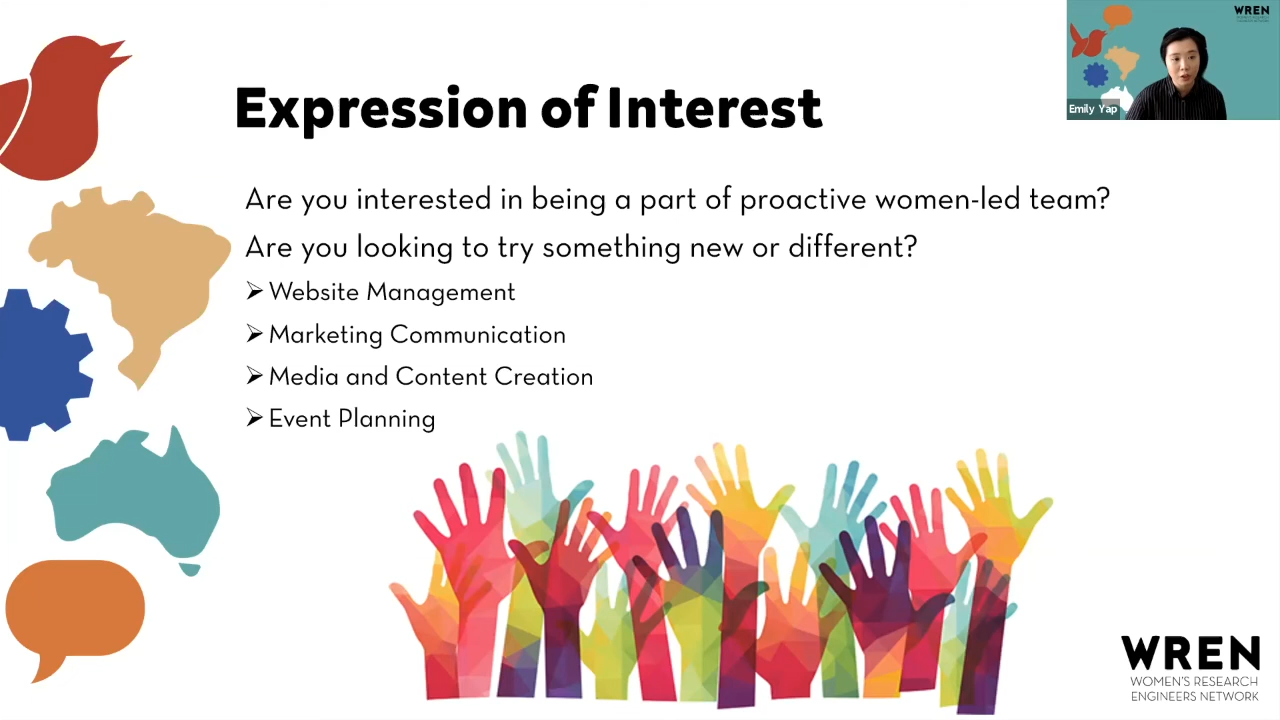 Expression of Interest
Are you interested in being a part of proactive women-led team?
Are you looking to try something new or different?
Website Management
Marketing Communication
Media and Content Creation
Event Planning
WREN
Emily Yap
WREN
WOMEN'S RESEARCH
ENGINEERS NETWORK